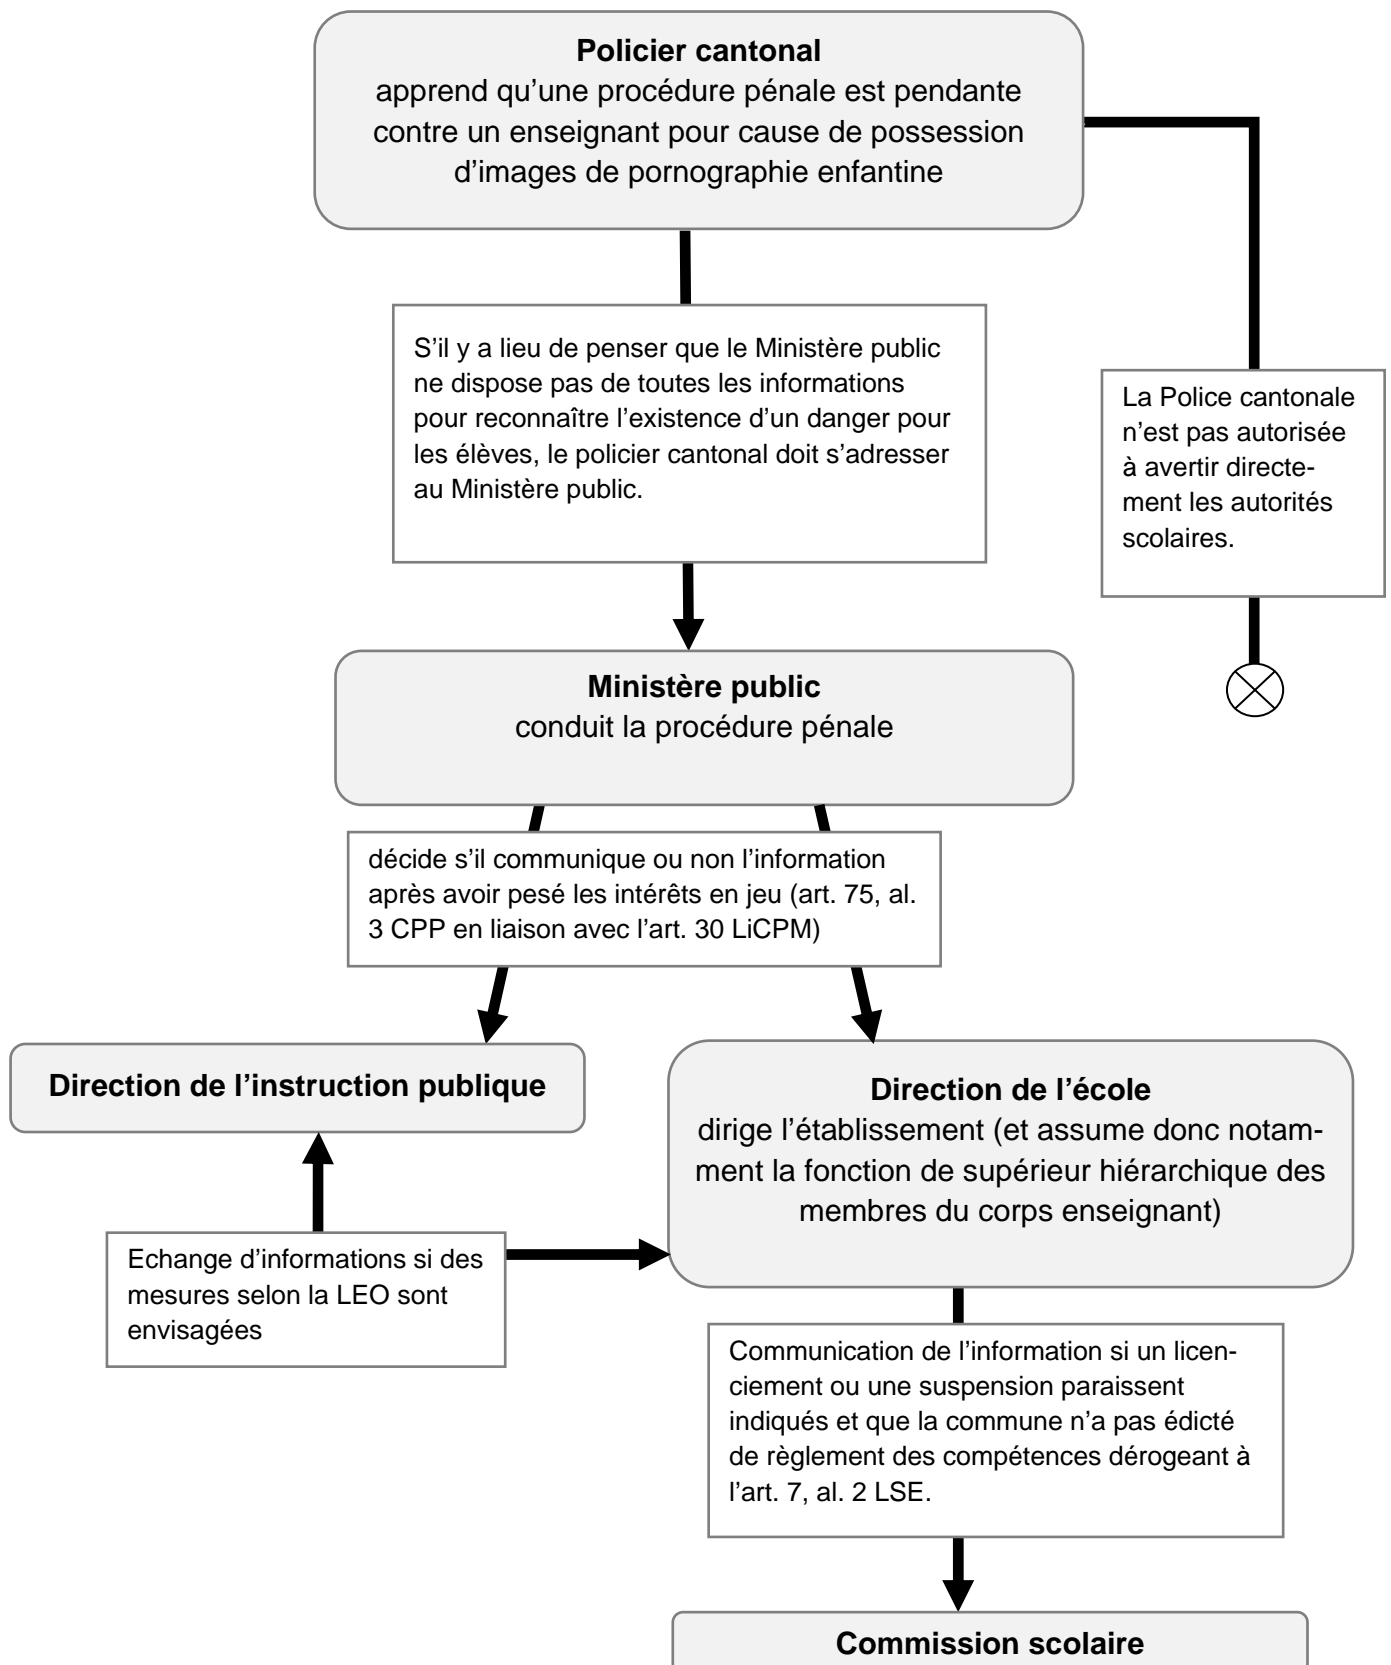 Policier cantonal
apprend qu’une procédure pénale est pendante
contre un enseignant pour cause de possession
d’images de pornographie enfantine
S’il y a lieu de penser que le Ministère public
ne dispose pas de toutes les informations
pour reconnaître l’existence d’un danger pour
les élèves, le policier cantonal doit s’adresser
au Ministère public.
La Police cantonale
n’est pas autorisée
à avertir directe-
ment les autorités
scolaires.
Ministère public
conduit la procédure pénale
décide s’il communique ou non l’information
après avoir pesé les intérêts en jeu (art. 75, al.
3 CPP en liaison avec l’art. 30 LiCPM)
Direction de l’instruction publique
Direction de l’école
dirige l’établissement (et assume donc notam-
ment la fonction de supérieur hiérarchique des
membres du corps enseignant)
Echange d’informations si des
mesures selon la LEO sont
envisagées
Communication de l’information si un licen-
ciement ou une suspension paraissent
indiqués et que la commune n’a pas édicté
de règlement des compétences dérogeant à
l’art. 7, al. 2 LSE.
Commission scolaire